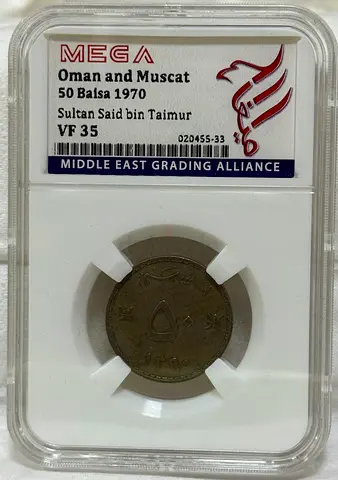 MEGA
Oman and Muscat
50 Baisa 1970
Sultan Said bin Taimur
VF 35
020455-33
MIDDLE EAST GRADING ALLIANCE
٥٠